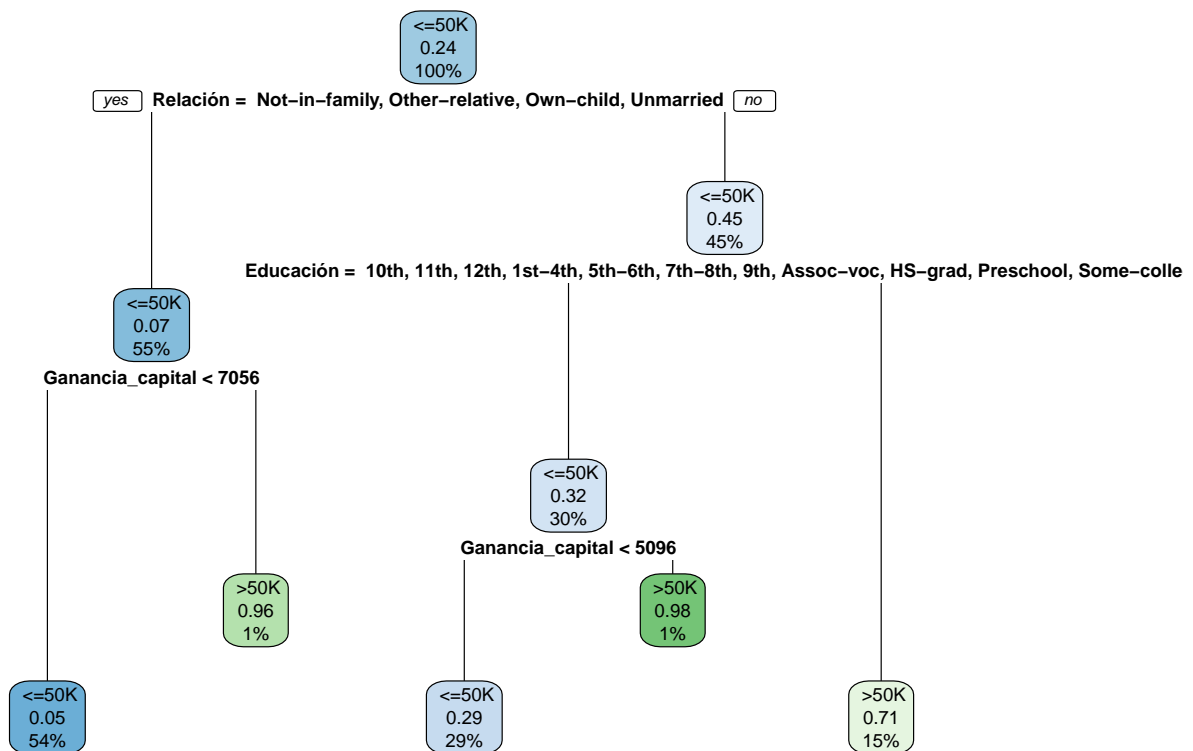 <=50K
0.24
100%
yes Relación = Not−in−family, Other−relative, Own−child, Unmarried no
<=50K
0.45
45%
Educación = 10th, 11th, 12th, 1st−4th, 5th−6th, 7th−8th, 9th, Assoc−voc, HS−grad, Preschool, Some−colle
<=50K
0.07
55%
Ganancia_capital < 7056
<=50K
0.32
30%
Ganancia_capital < 5096
>50K
0.96
1%
>50K
0.98
1%
<=50K
0.05
54%
<=50K
0.29
29%
>50K
0.71
15%